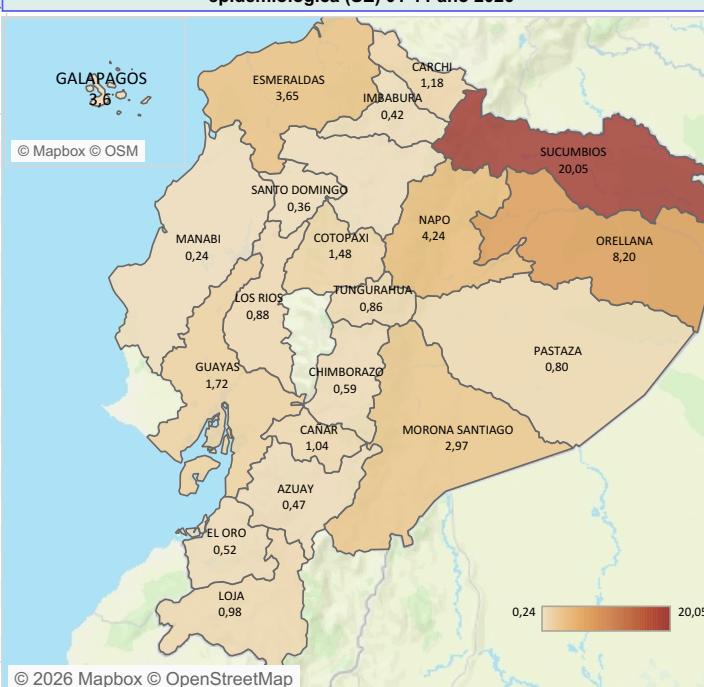 GALAPAGOS
3,6
© Mapbox © OSM
ESMERALDAS
3,65
CARCHI
1,18
IMBABURA
0,42
SUCUMBIOS
20,05
SANTO DOMINGO
0,36
NAPO
4,24
MANABI
0,24
COTOPAXI
1,48
ORELLANA
8,20
LOS RIOS
0,88
TUNGURAHUA
0,86
PASTAZA
0,80
GUAYAS
1,72
CHIMBORAZO
0,59
CAÑAR
1,04
MORONA SANTIAGO
2,97
AZUAY
0,47
EL ORO
0,52
LOJA
0,98
0,24
20,05
© 2026 Mapbox © OpenStreetMap